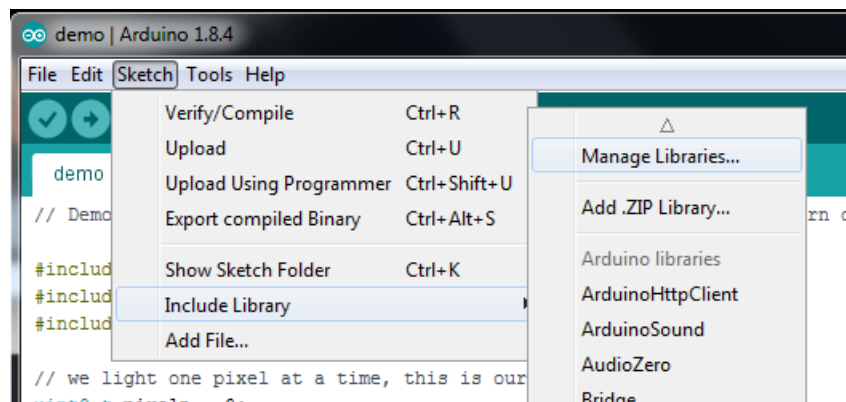 demo | Arduino 1.8.4
File Edit Sketch Tools Help
Verify/Compile Ctrl+R
Upload Ctrl+U
Upload Using Programmer Ctrl+Shift+U
Export compiled Binary Ctrl+Alt+S
Show Sketch Folder Ctrl+K
Include Library
Add File...
Manage Libraries...
Add .ZIP Library...
Arduino libraries
ArduinoHttpClient
ArduinoSound
AudioZero
Bridge
demo
// Demo
#includ
#includ
#includ
// we light one pixel at a time, this is our